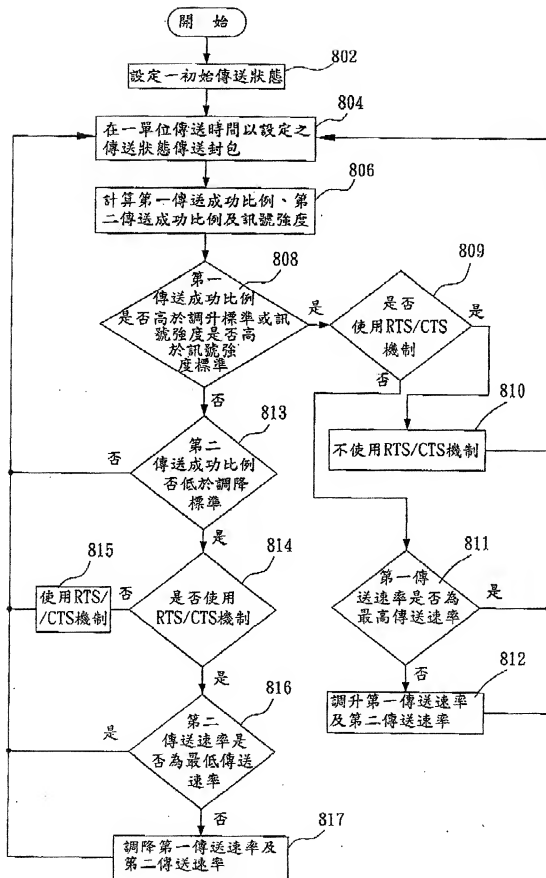 開 始
802
設定一初始傳送狀態
804
在一單位傳送時間以設定之
傳送狀態傳送封包
806
計算第一傳送成功比例、第
二傳送成功比例及訊號強度
808
第一
傳送成功比例
是否高於調升標準或訊
號強度是否高
於訊號強
度標準
是
否
809
是否
使用RTS/CTS
機制
是
否
810
不使用RTS/CTS機制
813
第二
傳送成功比例
否低於調降
標準
否
是
811
第一傳
送速率是否為
最高傳送速率
是
否
815
使用RTS/
/CTS機制
814
是否使用
RTS/CTS機制
否
是
812
調升第一傳送速率
及第二傳送速率
816
第二
傳送速率是
否為最低傳送
速率
是
否
817
調降第一傳送速率及
第二傳送速率